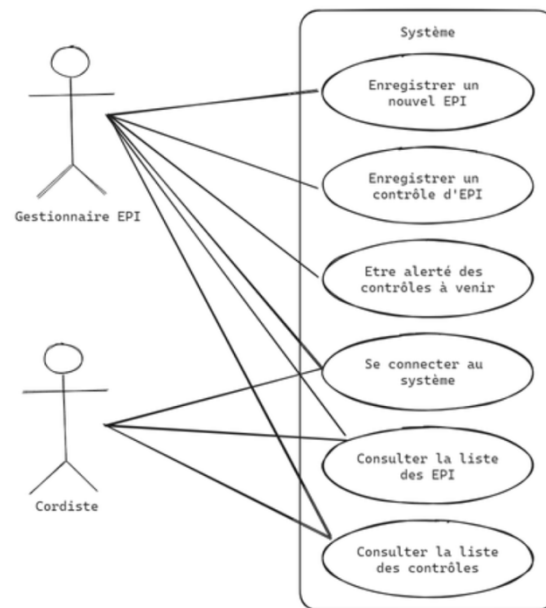 Système
Enregistrer un
nouvel EPI
Enregistrer un
contrôle d'EPI
Gestionnaire EPI
Etre alerté des
contrôles à venir
Se connecter au
système
Consulter la liste
des EPI
Cordiste
Consulter la liste
des contrôles